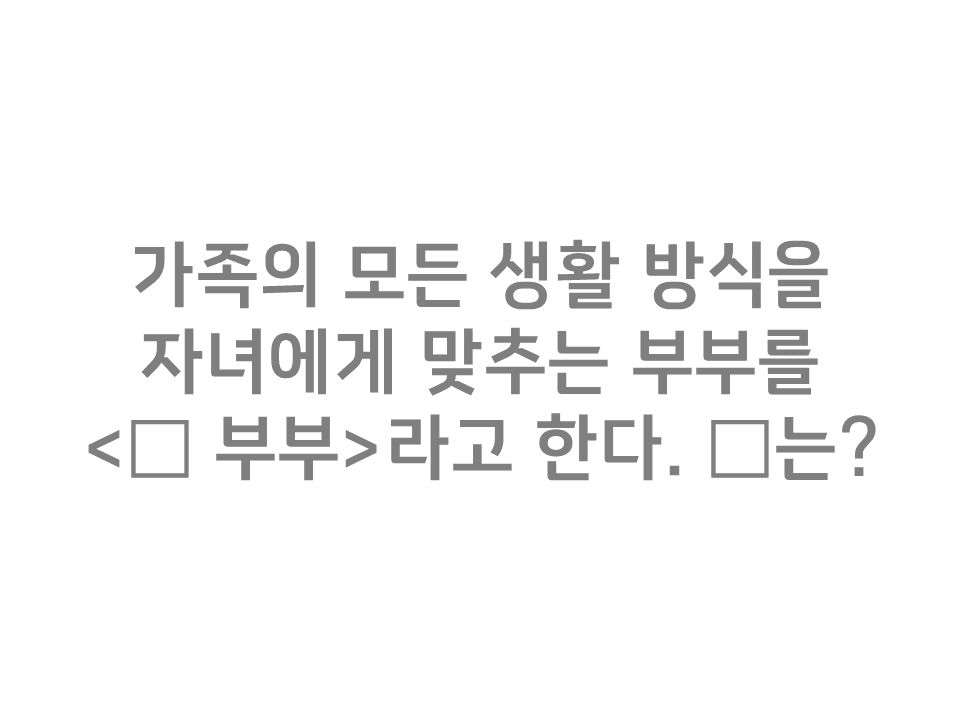 가족의 모든 생활 방식을
자녀에게 맞추는 부부를
<□ 부부>라고 한다. □는?